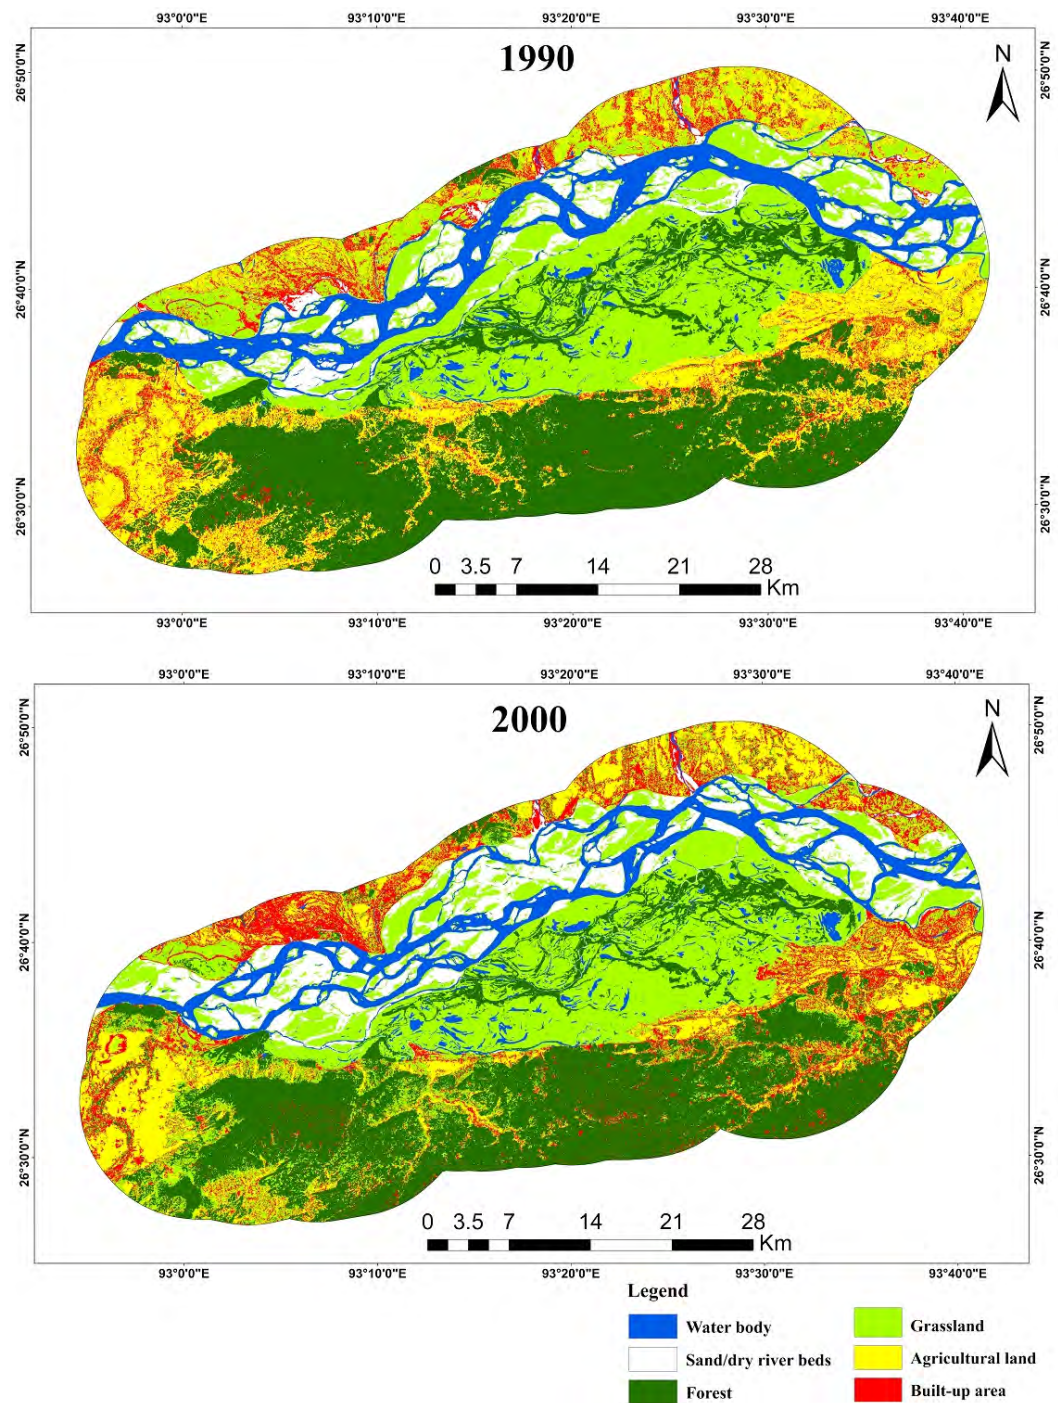 93°0'0"E 93°10'0"E 93°20'0"E 93°30'0"E 93°40'0"E
1990
N
26°50'0"N 26°50'0"N
26°40'0"N 26°40'0"N
26°30'0"N 26°30'0"N
0 3.5 7 14 21 28
Km
93°0'0"E 93°10'0"E 93°20'0"E 93°30'0"E 93°40'0"E
93°0'0"E 93°10'0"E 93°20'0"E 93°30'0"E 93°40'0"E
2000
N
26°50'0"N 26°50'0"N
26°40'0"N 26°40'0"N
26°30'0"N 26°30'0"N
0 3.5 7 14 21 28
Km
93°0'0"E 93°10'0"E 93°20'0"E 93°30'0"E 93°40'0"E
Legend
Water body
Sand/dry river beds
Forest
Grassland
Agricultural land
Built-up area